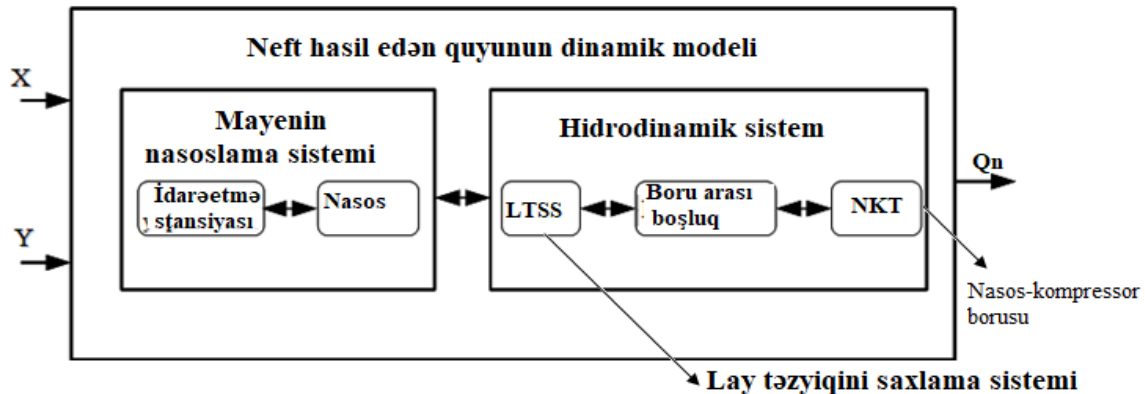 Neft hasil edən quyunun dinamik modeli
X
Mayenin
nasoslama sistemi
Hidrodinamik sistem
Qn
İdarəetmə
stansiyası
Nasos
LTSS
Boru arası
boşluq
NKT
Y
Nasos-kompressor
borusu
Lay təzyiqini saxlama sistemi